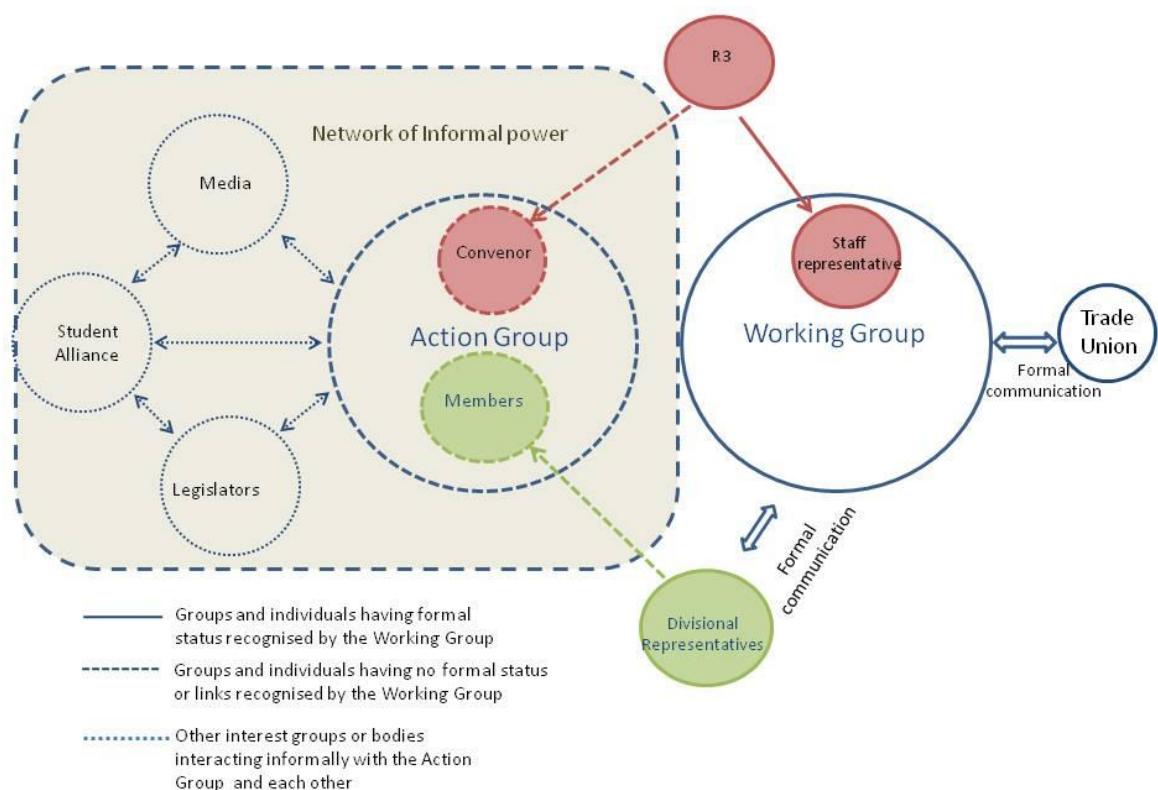 R3
Network of Informal power
Media
Convenor
Staff
representative
Student
Alliance
Action Group
Working Group
Trade
Union
Formal
communication
Members
Legislators
Formal
communication
Divisional
Representatives
Groups and individuals having formal
status recognised by the Working Group
Groups and individuals having no formal status
or links recognised by the Working Group
Other interest groups or bodies
interacting informally with the Action
Group and each other